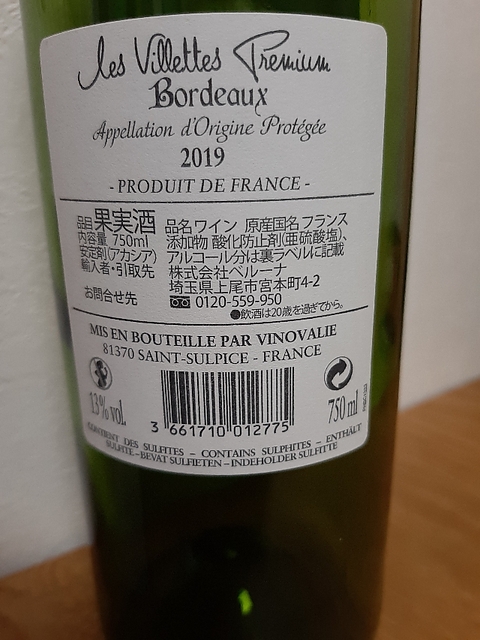 Les Villettes Premium
Bordeaux
Appellation d'Origine Protégée
2019
- PRODUIT DE FRANCE -
品目 果実酒 品名 ワイン 原産国名 フランス
内容量 750ml 添加物 酸化防止剤(亜硫酸塩)、
安定剤(アカシア) アルコール分は裏ラベルに記載
輸入者・引取先 株式会社ベルーナ
埼玉県上尾市宮本町4-2
お問合せ先 0120-559-950
●飲酒は20歳を過ぎてから。
MIS EN BOUTEILLE PAR VINOVALIE
81370 SAINT-SULPICE - FRANCE
13% vol.
750 ml
3 661710 012775
CONTIENT DES SULFITES - CONTAINS SULPHITES - ENTHÄLT
SULFITE - BEVAT SULFIETEN - INDEHOLDER SULFITTE